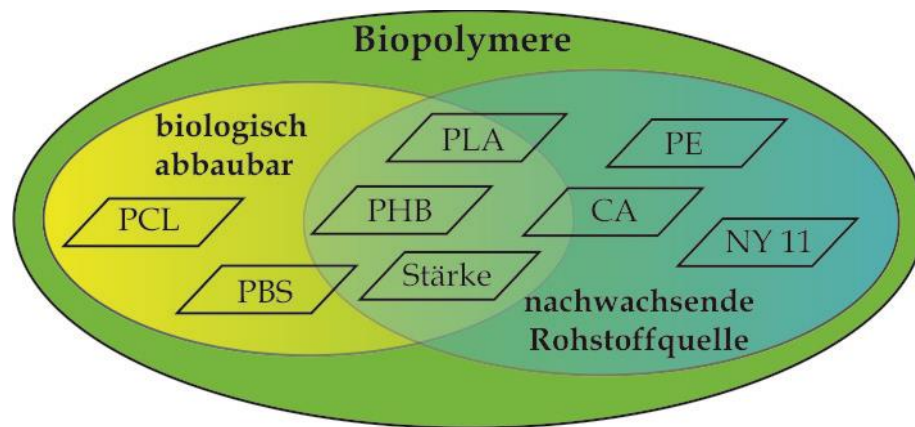 Biopolymere
biologisch
abbaubar
PLA
PE
PCL
PHB
CA
NY 11
PBS
Stärke
nachwachsende
Rohstoffquelle